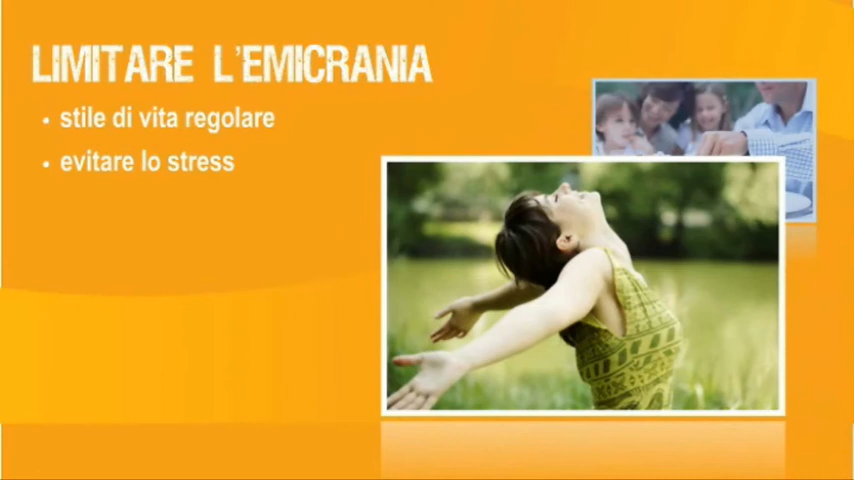 LIMITARE L'EMICRANIA
• stile di vita regolare
• evitare lo stress